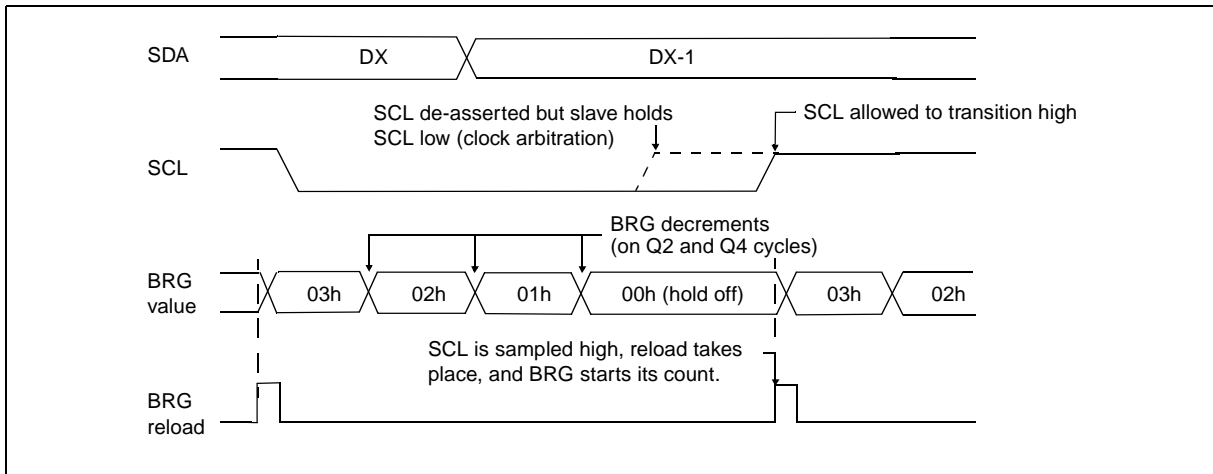 SDA
DX
DX-1
SCL de-asserted but slave holds
SCL low (clock arbitration)
SCL allowed to transition high
SCL
BRG decrements
(on Q2 and Q4 cycles)
BRG
value
03h
02h
01h
00h (hold off)
03h
02h
SCL is sampled high, reload takes
place, and BRG starts its count.
BRG
reload